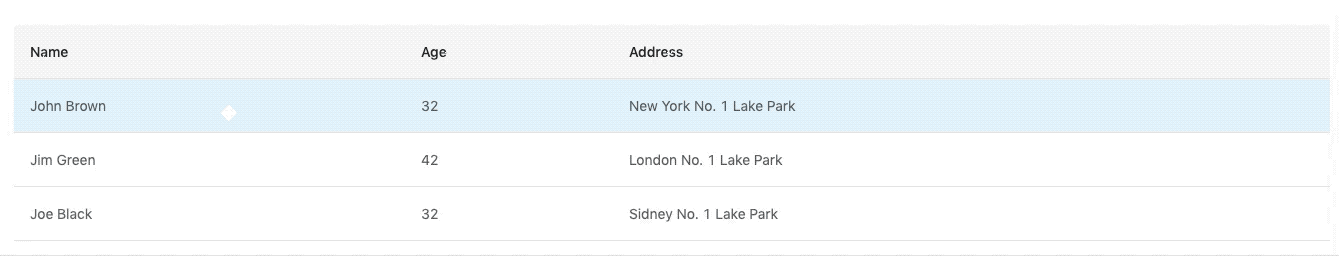 Name Age Address
John Brown 32 New York No. 1 Lake Park
Jim Green 42 London No. 1 Lake Park
Joe Black 32 Sidney No. 1 Lake Park